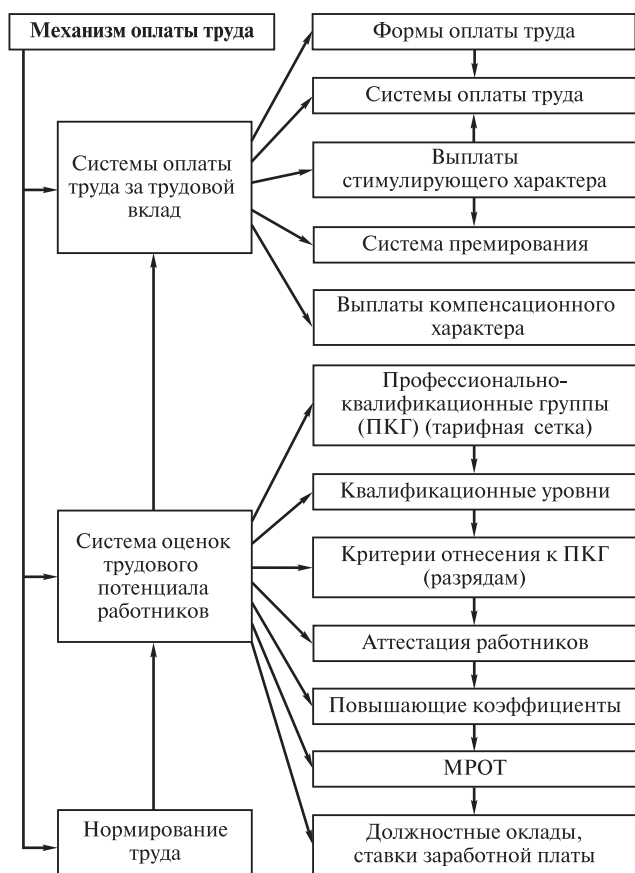 Механизм оплаты труда
Формы оплаты труда
Системы оплаты труда
Системы оплаты
труда за трудовой
вклад
Выплаты
стимулирующего характера
Система премирования
Выплаты компенсационного
характера
Профессионально-
квалификационные группы
(ПКГ) (тарифная сетка)
Квалификационные уровни
Система оценок
трудового
потенциала
работников
Критерии отнесения к ПКГ
(разрядам)
Аттестация работников
Повышающие коэффициенты
МРОТ
Нормирование
труда
Должностные оклады,
ставки заработной платы